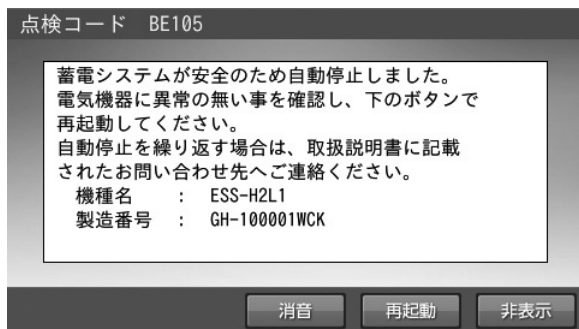 点検コード BE105
蓄電システムが安全のため自動停止しました。
電気機器に異常の無い事を確認し、下のボタンで
再起動してください。
自動停止を繰り返す場合は、取扱説明書に記載
されたお問い合わせ先へご連絡ください。
機種名 : ESS-H2L1
製造番号 : GH-100001WCK
消音 再起動 非表示